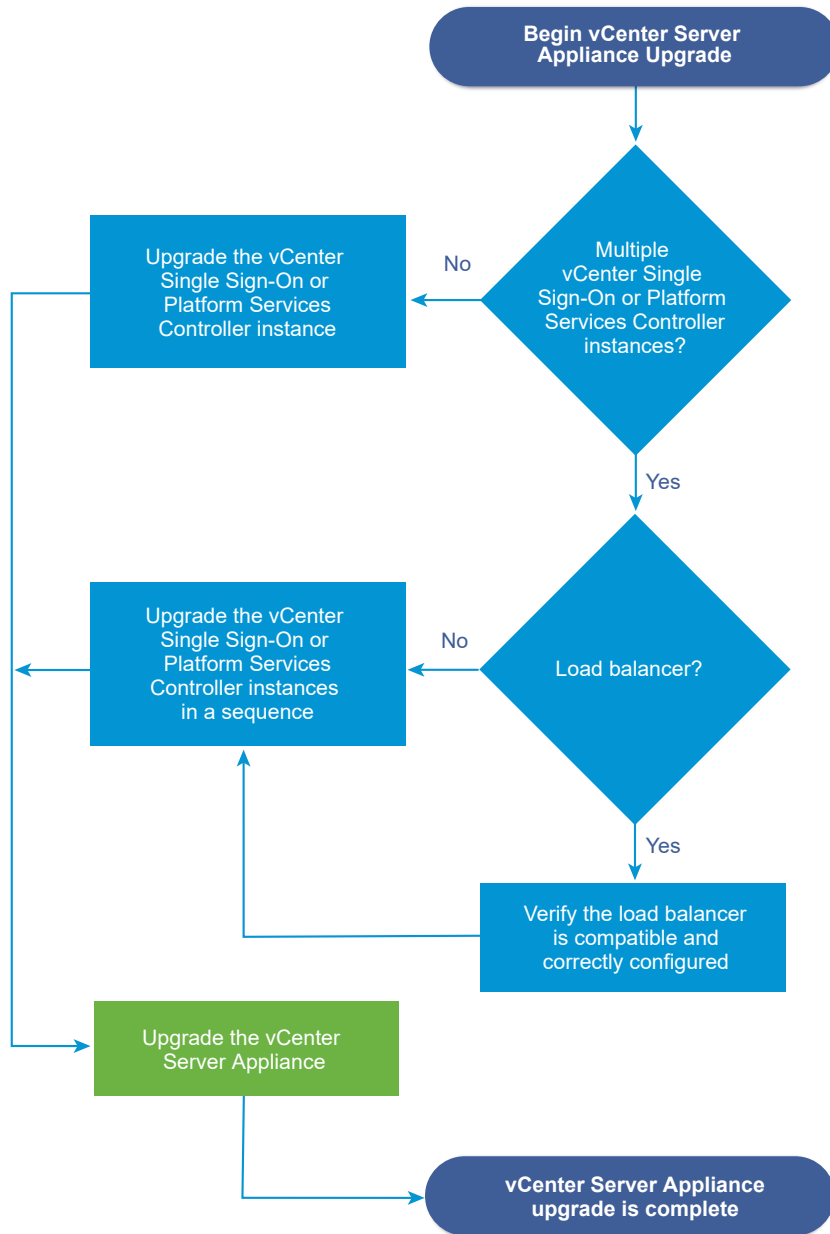 Begin vCenter Server
Appliance Upgrade
Multiple
vCenter Single
Sign-On or Platform
Services Controller
instances?
No
Upgrade the vCenter
Single Sign-On or
Platform Services
Controller instance
Yes
Load balancer?
No
Upgrade the vCenter
Single Sign-On or
Platform Services
Controller instances
in a sequence
Yes
Verify the load balancer
is compatible and
correctly configured
Upgrade the vCenter
Server Appliance
vCenter Server Appliance
upgrade is complete